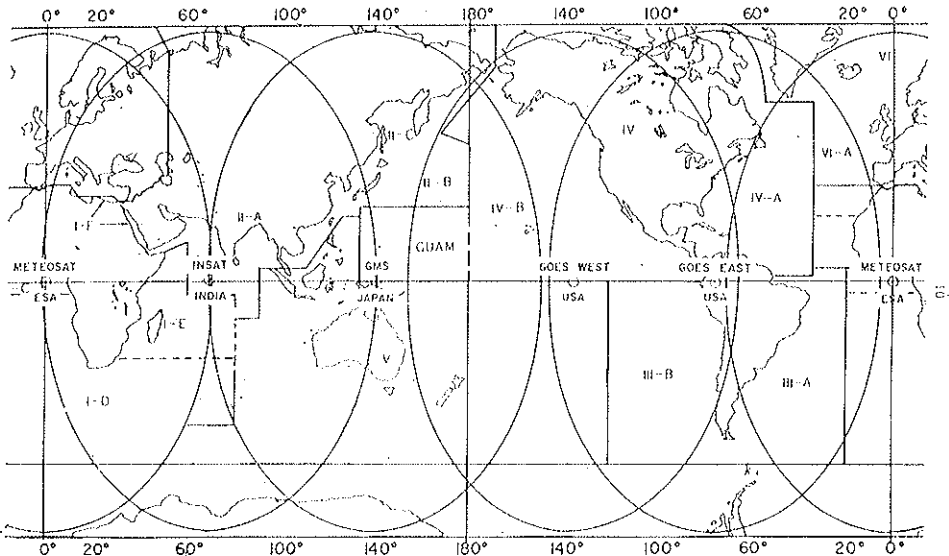 0° 20° 60° 100° 140° 180° 140° 100° 60° 20° 0°
VI
II-C
IV
VI-A
II-B
I-F
II-A
IV-B
IV-A
GUAM
METEOSAT INSAT GMS GOES WEST GOES EAST METEOSAT
ESA INDIA JAPAN USA USA ESA
I-E
V
I-D
III-B
III-A
0° 20° 60° 100° 140° 180° 140° 100° 60° 20° 0°